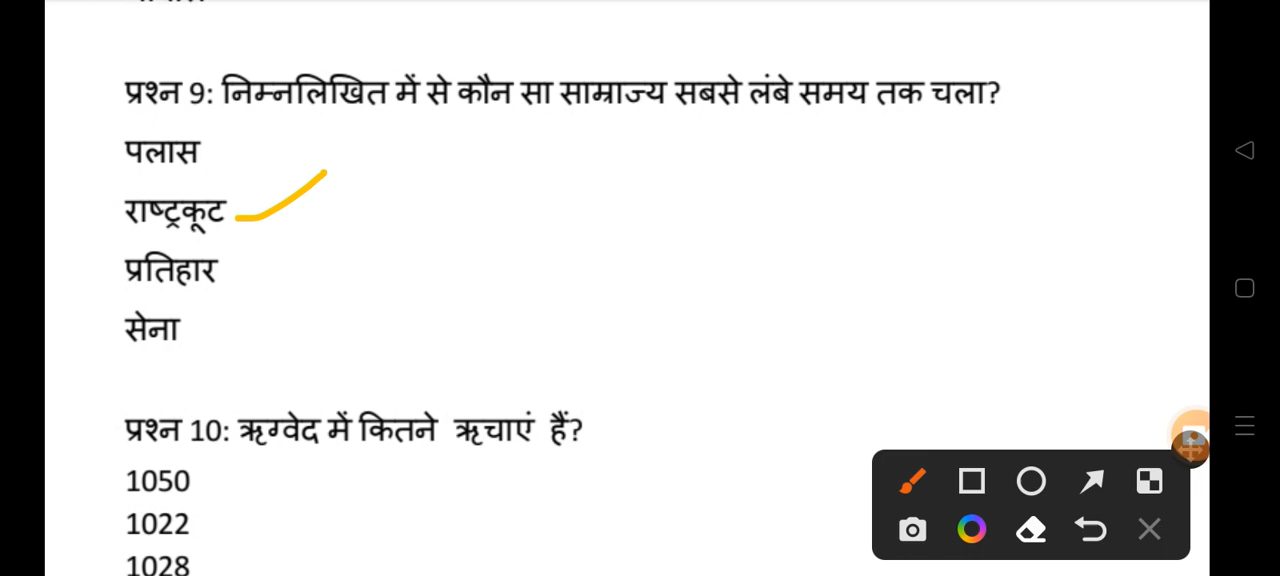 प्रश्न 9: निम्नलिखित में से कौन सा साम्राज्य सबसे लंबे समय तक चला?
पलास
राष्ट्रकूट
प्रतिहार
सेना
प्रश्न 10: ऋग्वेद में कितने ऋचाएं हैं?
1050
1022
1028